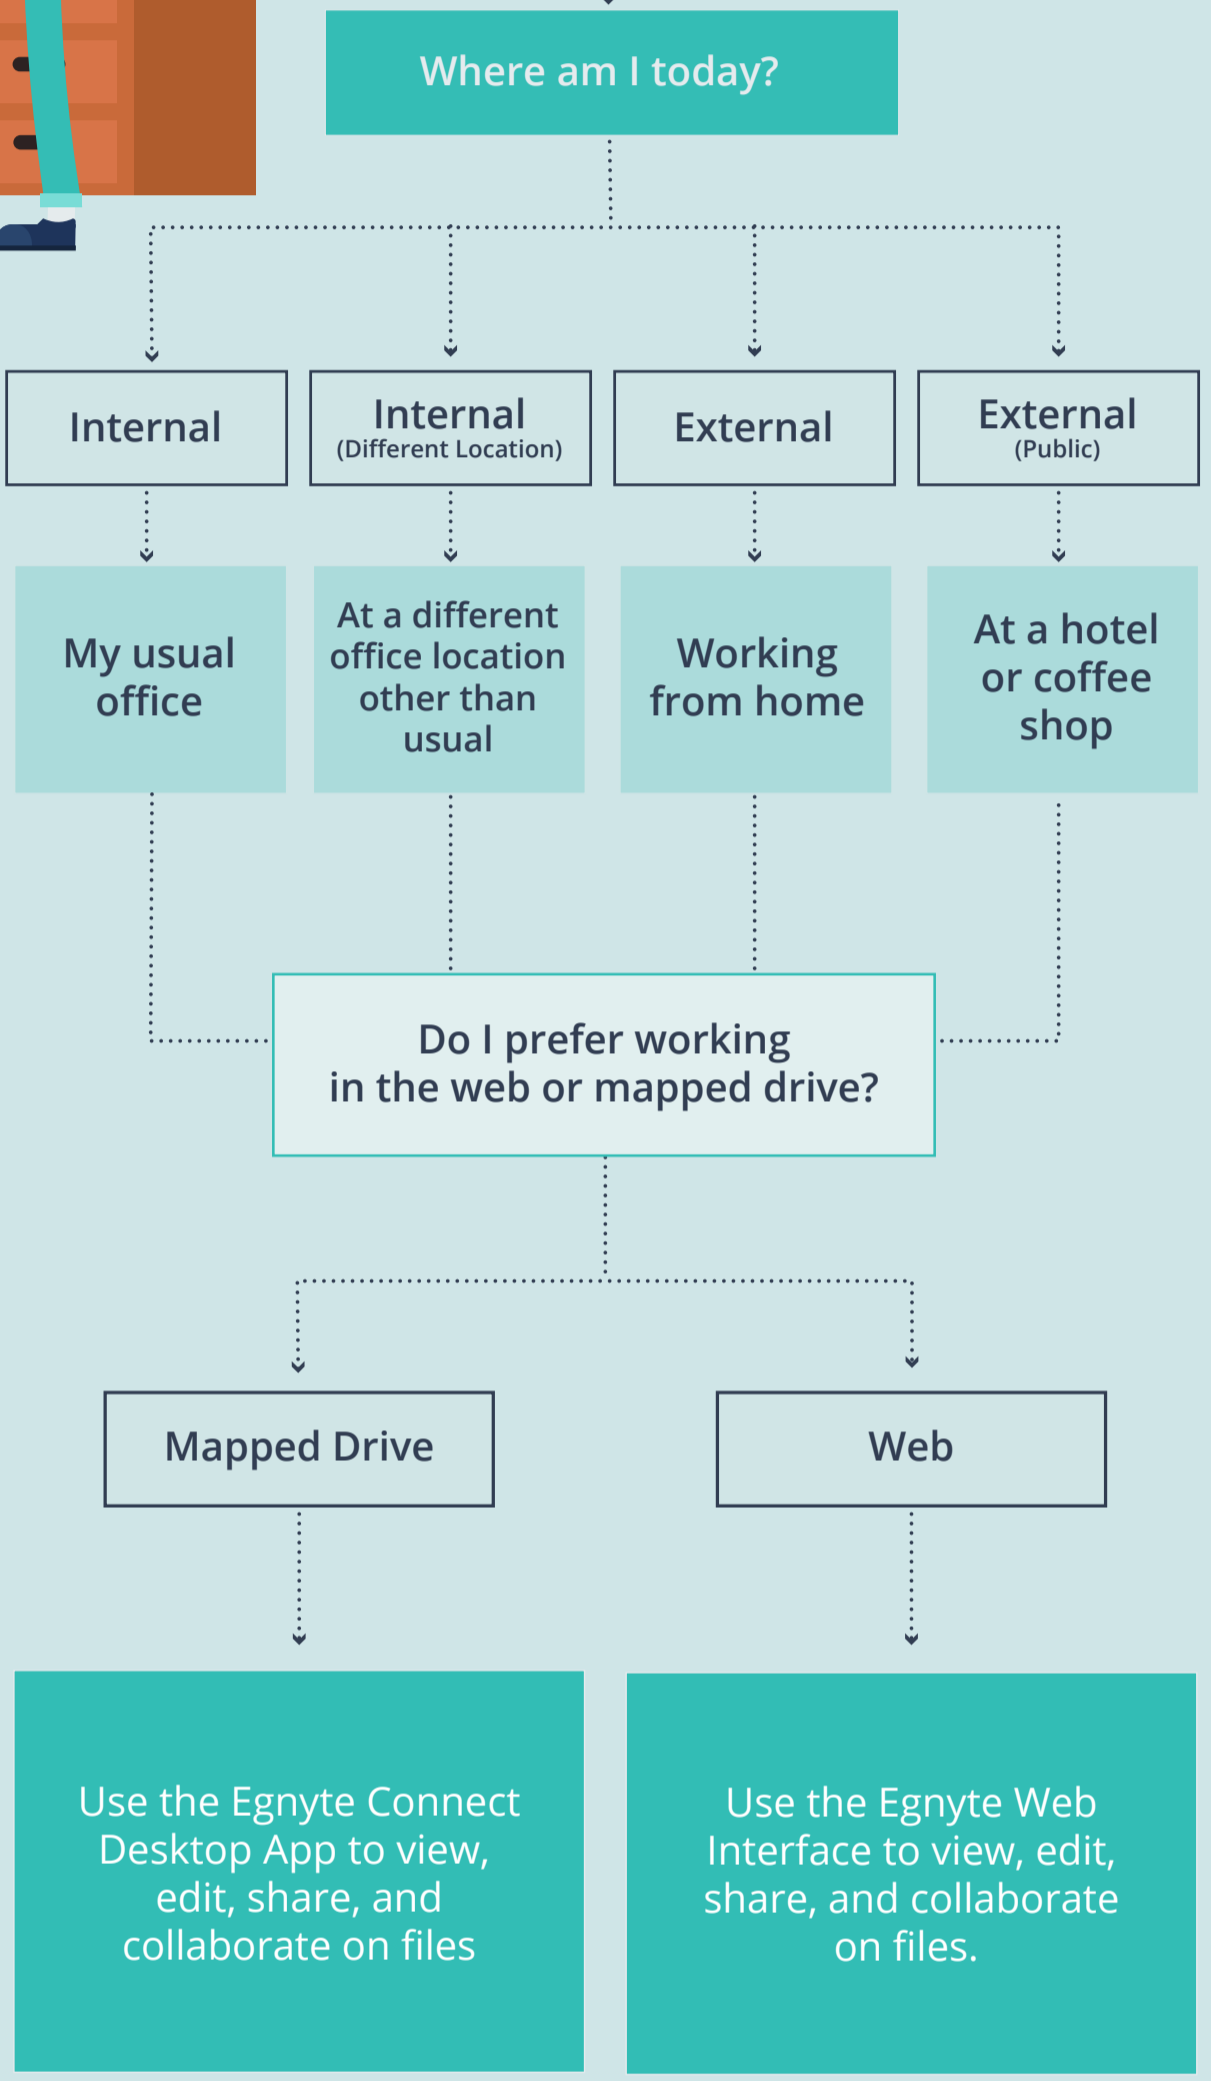 Where am I today?
Internal
Internal
(Different Location)
External
External
(Public)
My usual
office
At a different
office location
other than
usual
Working
from home
At a hotel
or coffee
shop
Do I prefer working
in the web or mapped drive?
Mapped Drive
Web
Use the Egnyte Connect
Desktop App to view,
edit, share, and
collaborate on files
Use the Egnyte Web
Interface to view, edit,
share, and collaborate
on files.